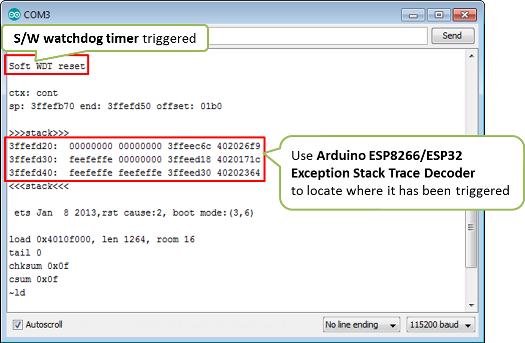 COM3
S/W watchdog timer triggered
Send
Soft WDT reset
ctx: cont
sp: 3ffefb70 end: 3ffefd50 offset: 01b0
>>>stack>>>
3ffefd20:  00000000 00000000 3ffeec6c 402026f9
3ffefd30:  feefeffe 00000000 3ffeed18 4020171c
3ffefd40:  feefeffe feefeffe 3ffeed30 40202364
<<<stack<<<
Use Arduino ESP8266/ESP32
Exception Stack Trace Decoder
to locate where it has been triggered
ets Jan  8 2013,rst cause:2, boot mode:(3,6)
load 0x4010f000, len 1264, room 16
tail 0
chksum 0x0f
csum 0x0f
~ld
Autoscroll
No line ending
115200 baud